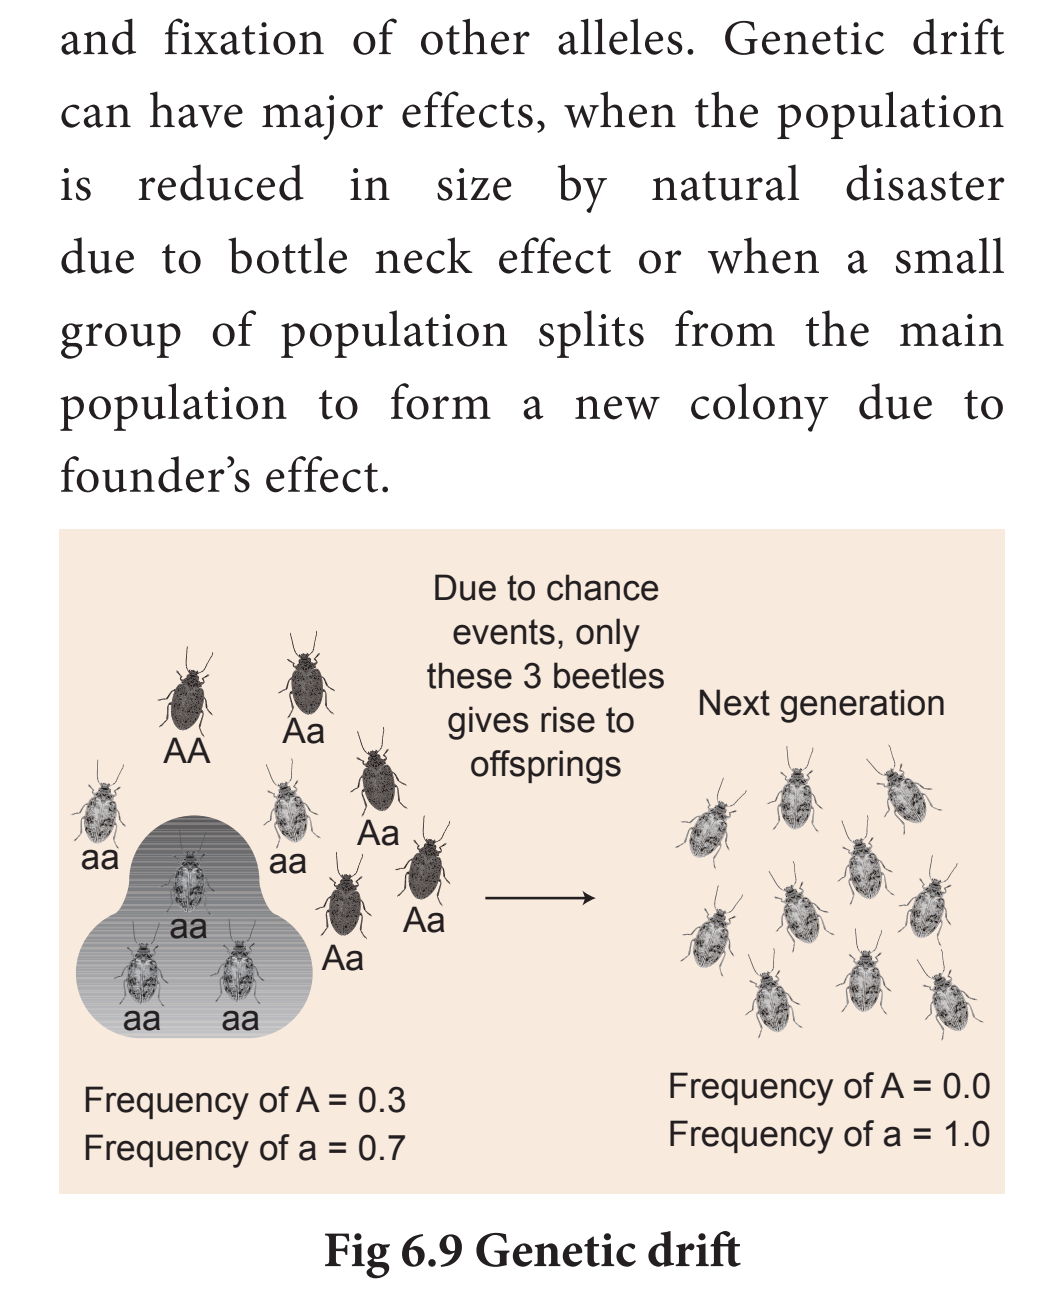 and fixation of other alleles. Genetic drift
can have major effects, when the population
is reduced in size by natural disaster
due to bottle neck effect or when a small
group of population splits from the main
population to form a new colony due to
founder’s effect.
Due to chance
events, only
these 3 beetles
gives rise to
offsprings
Next generation
AA
Aa
aa
aa
Aa
Aa
Aa
aa
aa
aa
Frequency of A = 0.3
Frequency of a = 0.7
Frequency of A = 0.0
Frequency of a = 1.0
Fig 6.9 Genetic drift